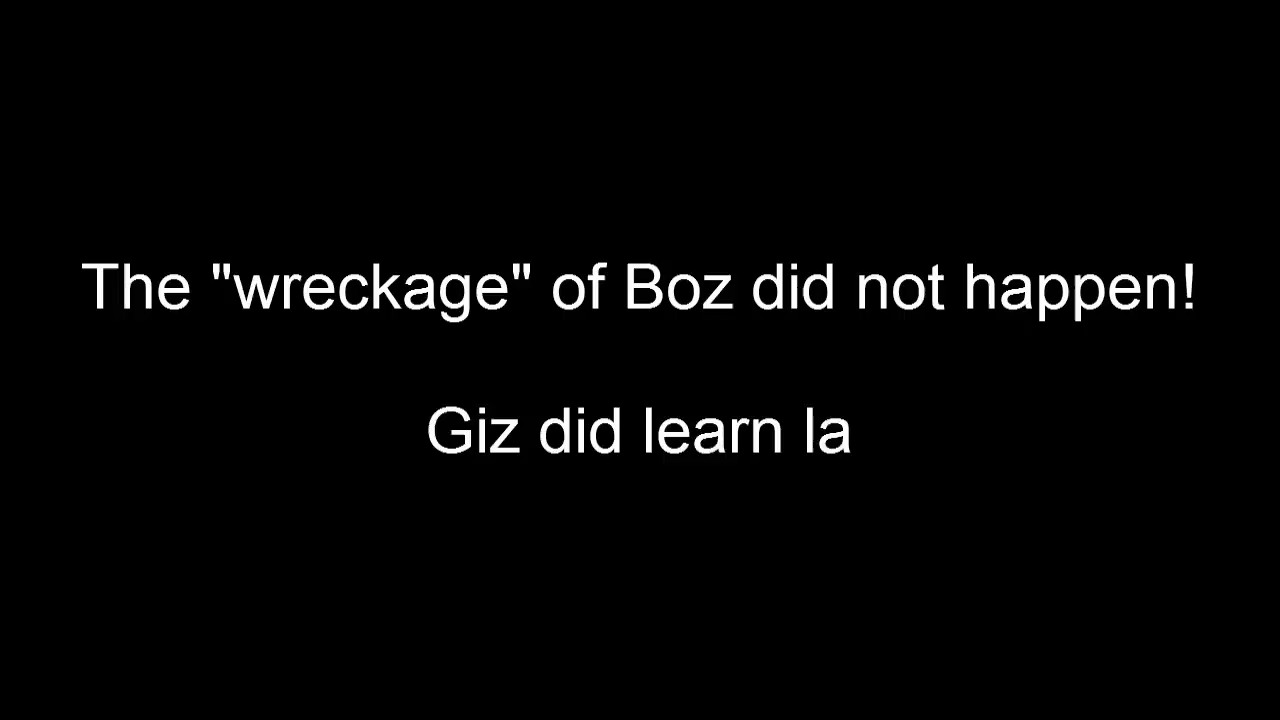 The "wreckage" of Boz did not happen!
Giz did learn la